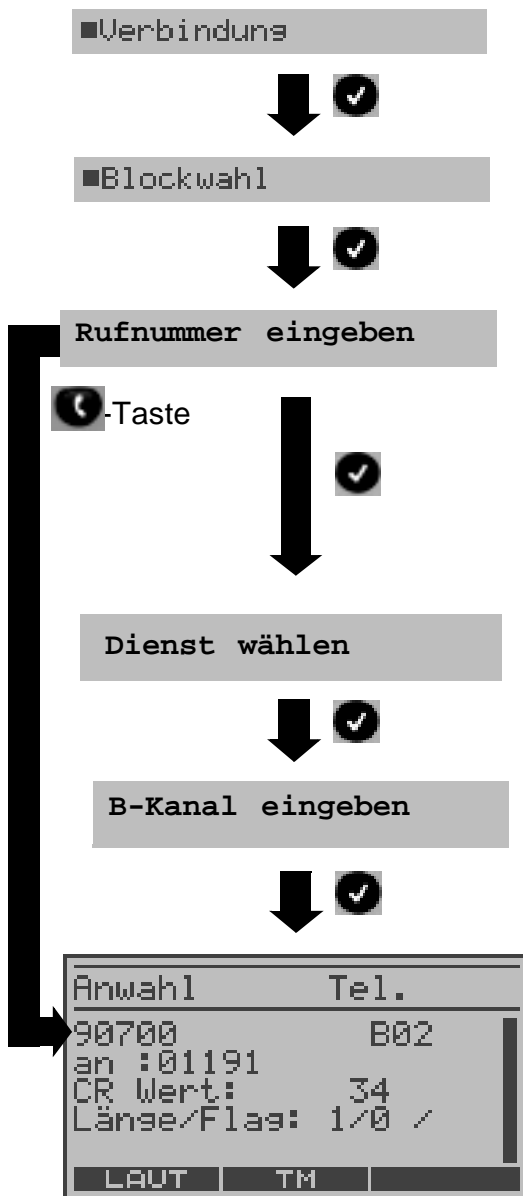 ■Verbindung
■Blockwahl
Rufnummer eingeben
-Taste
Dienst wählen
B-Kanal eingeben
Anwahl Tel.
90700 B02
an :01191
CR Wert: 34
Länge/Flag: 1/0 /
LAUT TM